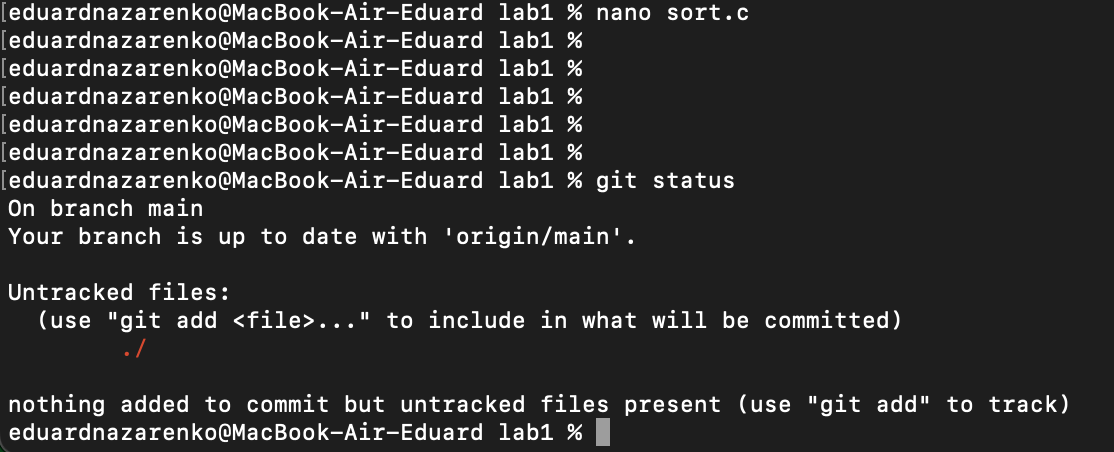 [eduardnazarenko@MacBook-Air-Eduard lab1 % nano sort.c
[eduardnazarenko@MacBook-Air-Eduard lab1 %
[eduardnazarenko@MacBook-Air-Eduard lab1 %
[eduardnazarenko@MacBook-Air-Eduard lab1 %
[eduardnazarenko@MacBook-Air-Eduard lab1 %
[eduardnazarenko@MacBook-Air-Eduard lab1 %
[eduardnazarenko@MacBook-Air-Eduard lab1 % git status
On branch main
Your branch is up to date with 'origin/main'.
Untracked files:
  (use "git add <file>..." to include in what will be committed)
        ./
nothing added to commit but untracked files present (use "git add" to track)
eduardnazarenko@MacBook-Air-Eduard lab1 %